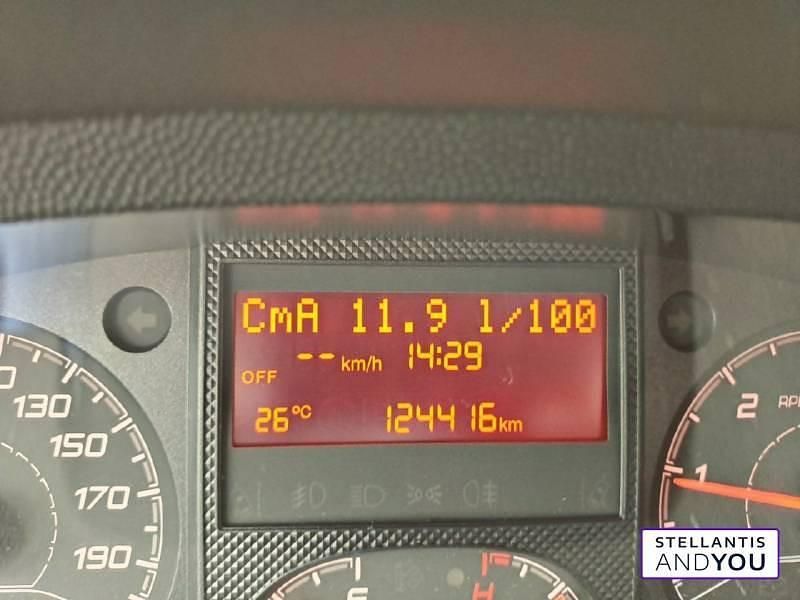 CmA 11.9 l/100
-- km/h 14:29
OFF
26°C 124416km
130
150
170
190
2
1
H
STELLANTIS
ANDYOU